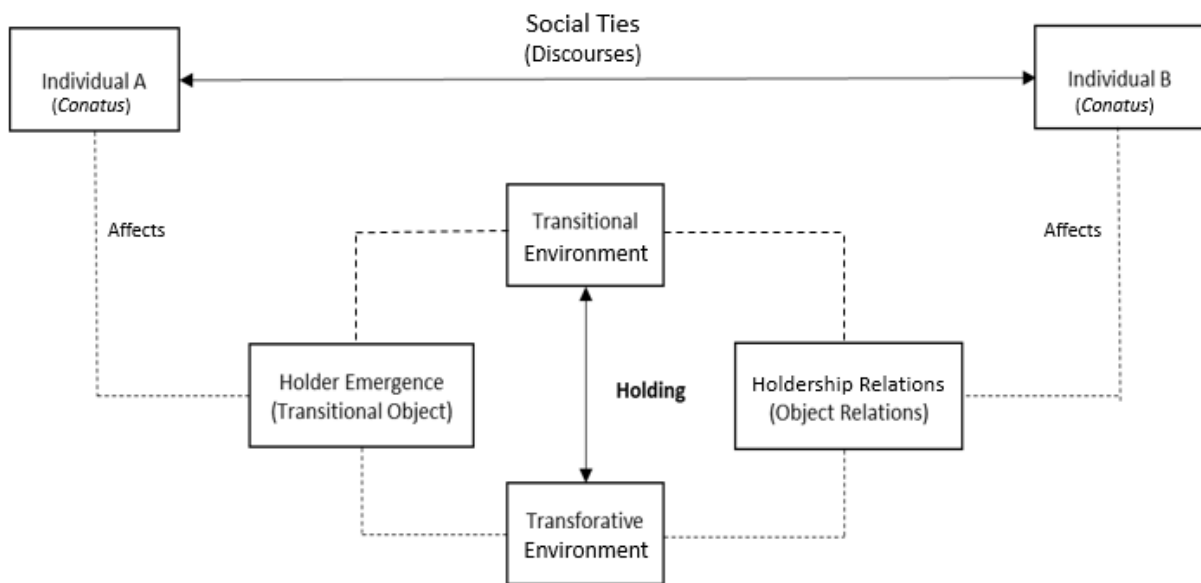 Social Ties
(Discourses)
Individual A
(Conatus)
Individual B
(Conatus)
Affects
Affects
Transitional
Environment
Holder Emergence
(Transitional Object)
Holding
Holdership Relations
(Object Relations)
Transforative
Environment